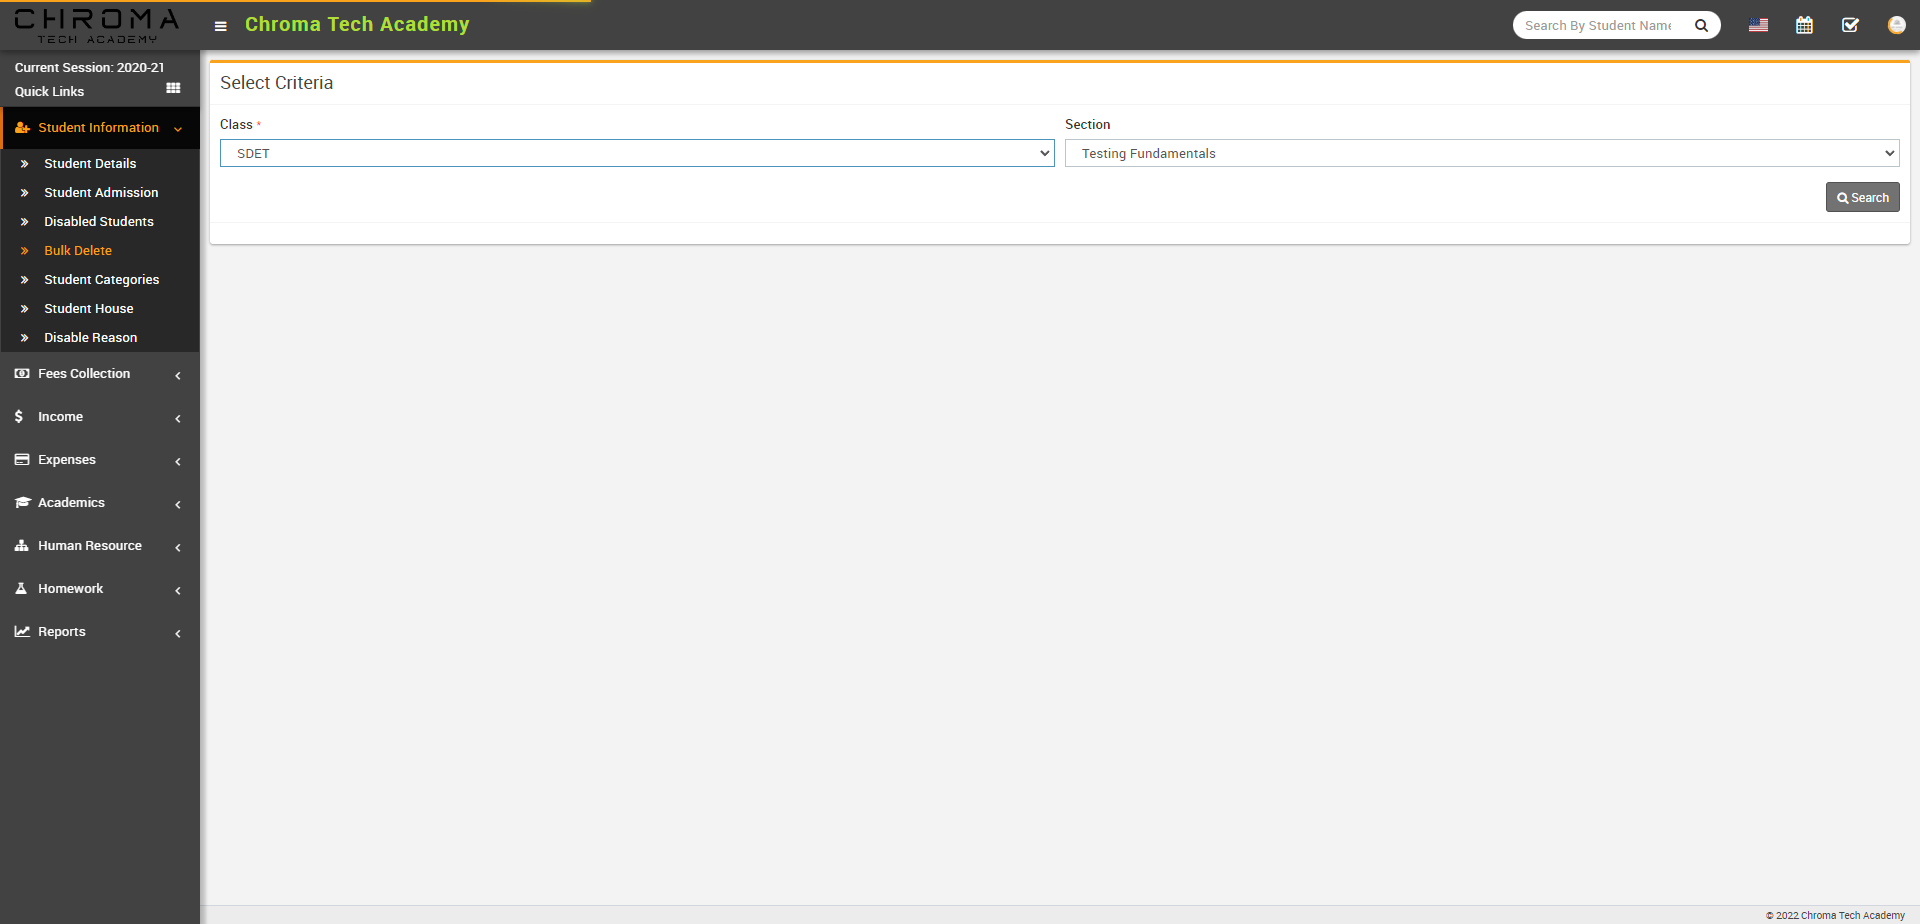 CHROMA
TECH ACADEMY
Chroma Tech Academy
Search By Student Name
Current Session: 2020-21
Quick Links
Student Information
Student Details
Student Admission
Disabled Students
Bulk Delete
Student Categories
Student House
Disable Reason
Fees Collection
Income
Expenses
Academics
Human Resource
Homework
Reports
Select Criteria
Class *
SDET
Section
Testing Fundamentals
Search
© 2022 Chroma Tech Academy